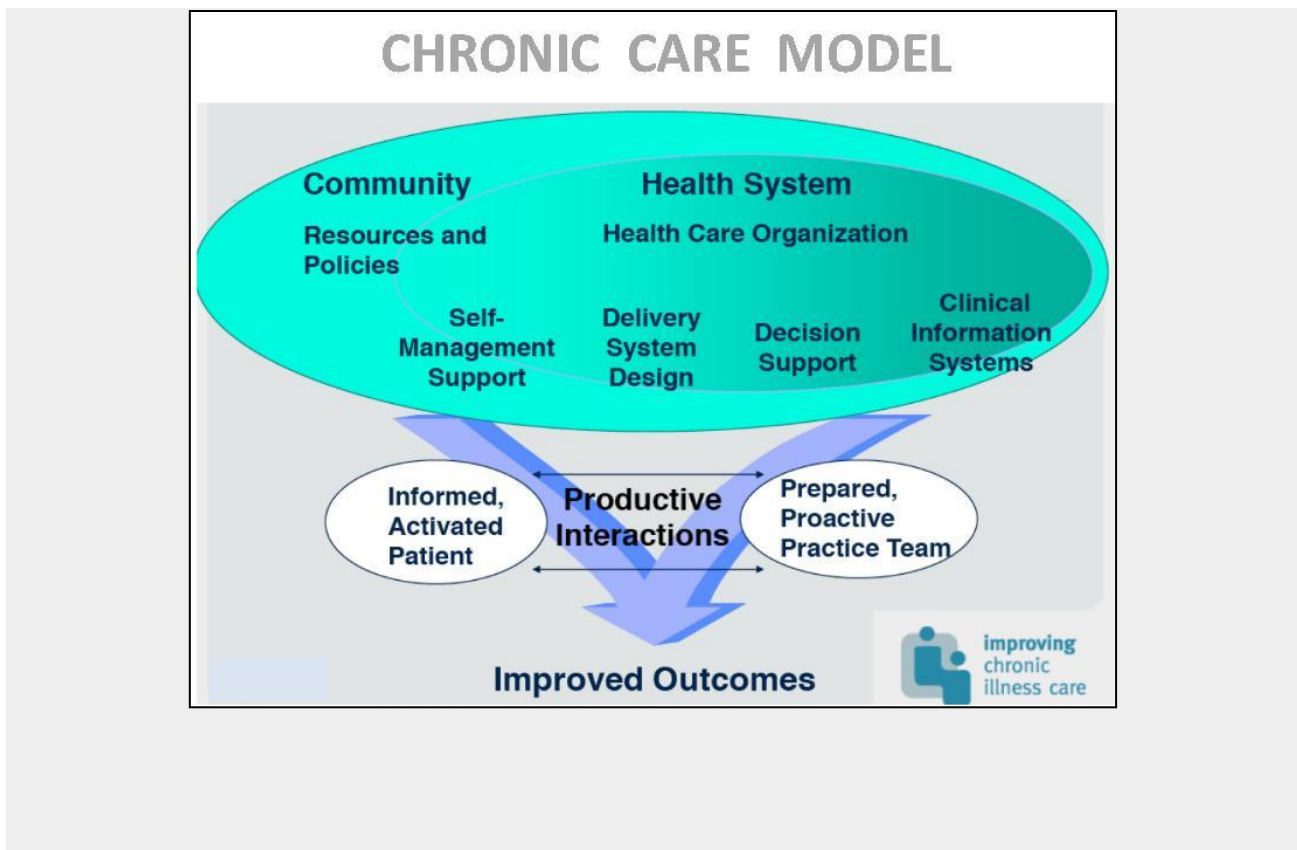 CHRONIC CARE MODEL
Community
Resources and
Policies
Health System
Health Care Organization
Self-
Management
Support
Delivery
System
Design
Decision
Support
Clinical
Information
Systems
Informed,
Activated
Patient
Productive
Interactions
Prepared,
Proactive
Practice Team
Improved Outcomes
improving
chronic
illness care